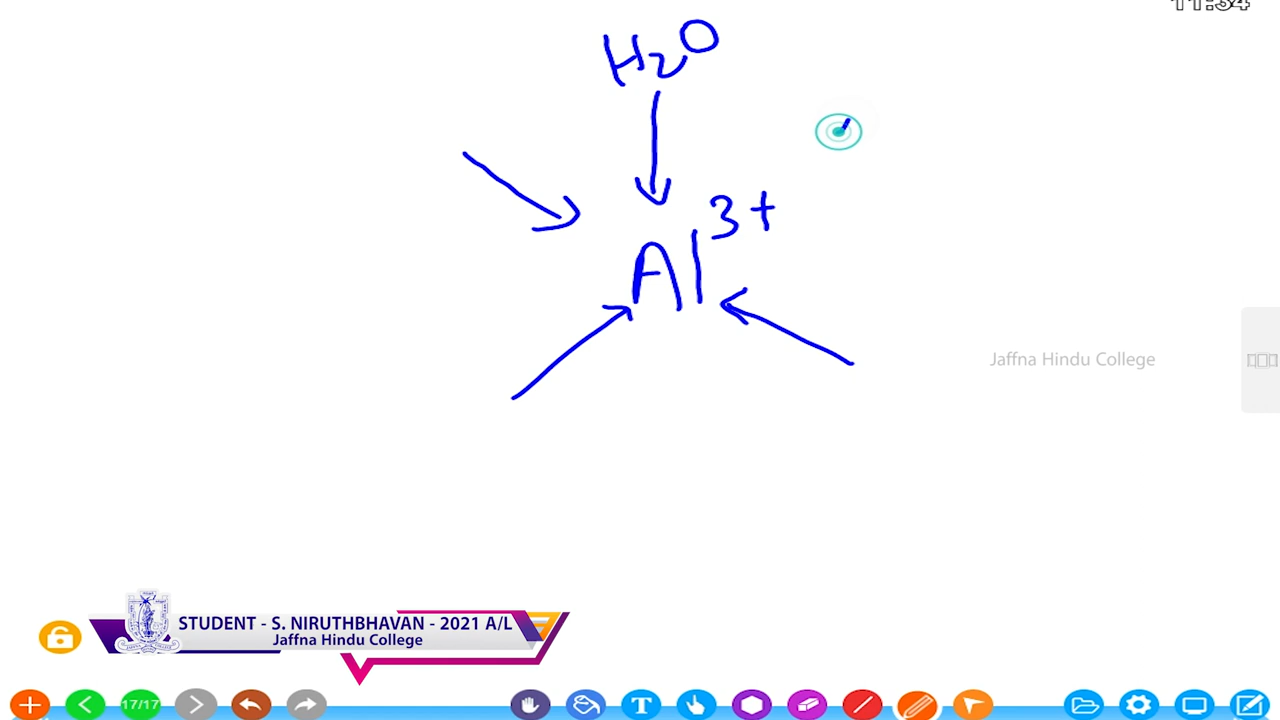 H2O
Al3+
Jaffna Hindu College
STUDENT - S. NIRUTHBHAVAN - 2021 A/L
Jaffna Hindu College
17/17
T